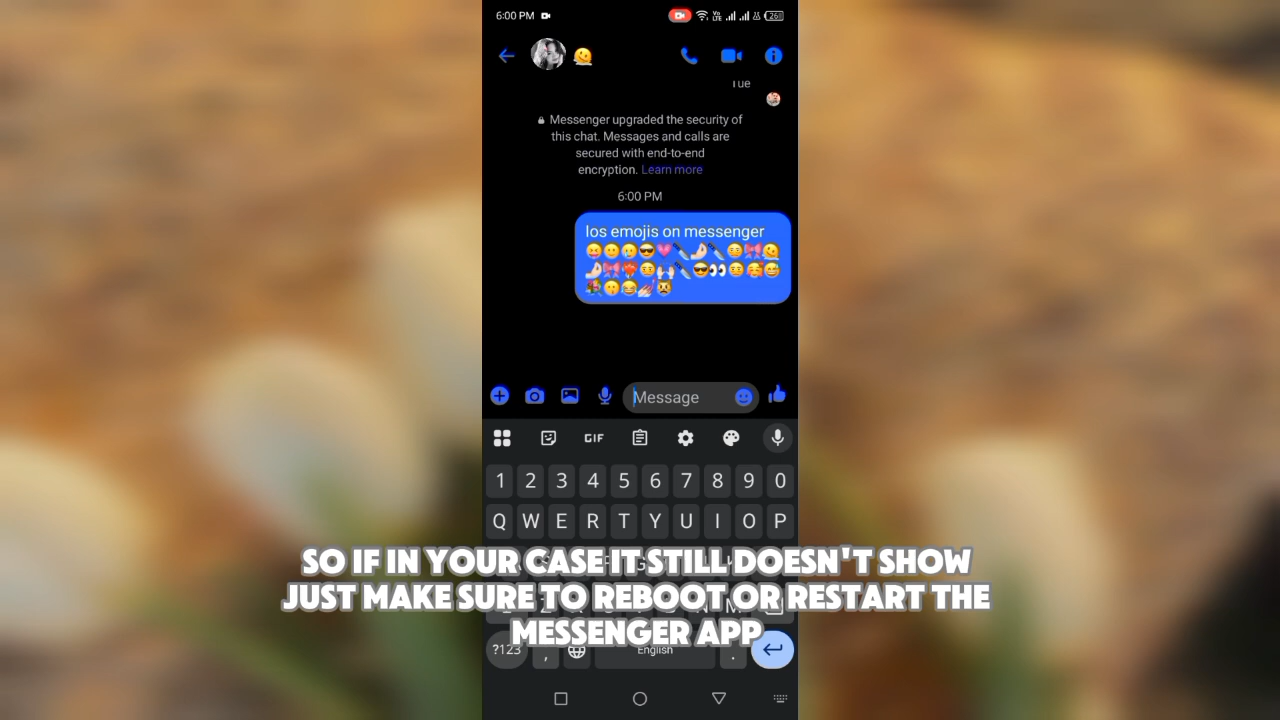 6:00 PM
26
Tue
Messenger upgraded the security of
this chat. Messages and calls are
secured with end-to-end
encryption. Learn more
6:00 PM
Ios emojis on messenger
😝🙂🥲😎💗🔪🤌🏻🔪😑🎀🫠
🤌🏻🎀❤️‍🔥😑🙌🏻🔪😎👀😑🥰😅
💐😗😂💅🏻😹
Message
GIF
1 2 3 4 5 6 7 8 9 0
Q W E R T Y U I O P
SO IF IN YOUR CASE IT STILL DOESN'T SHOW
JUST MAKE SURE TO REBOOT OR RESTART THE
MESSENGER APP
?123 , English .